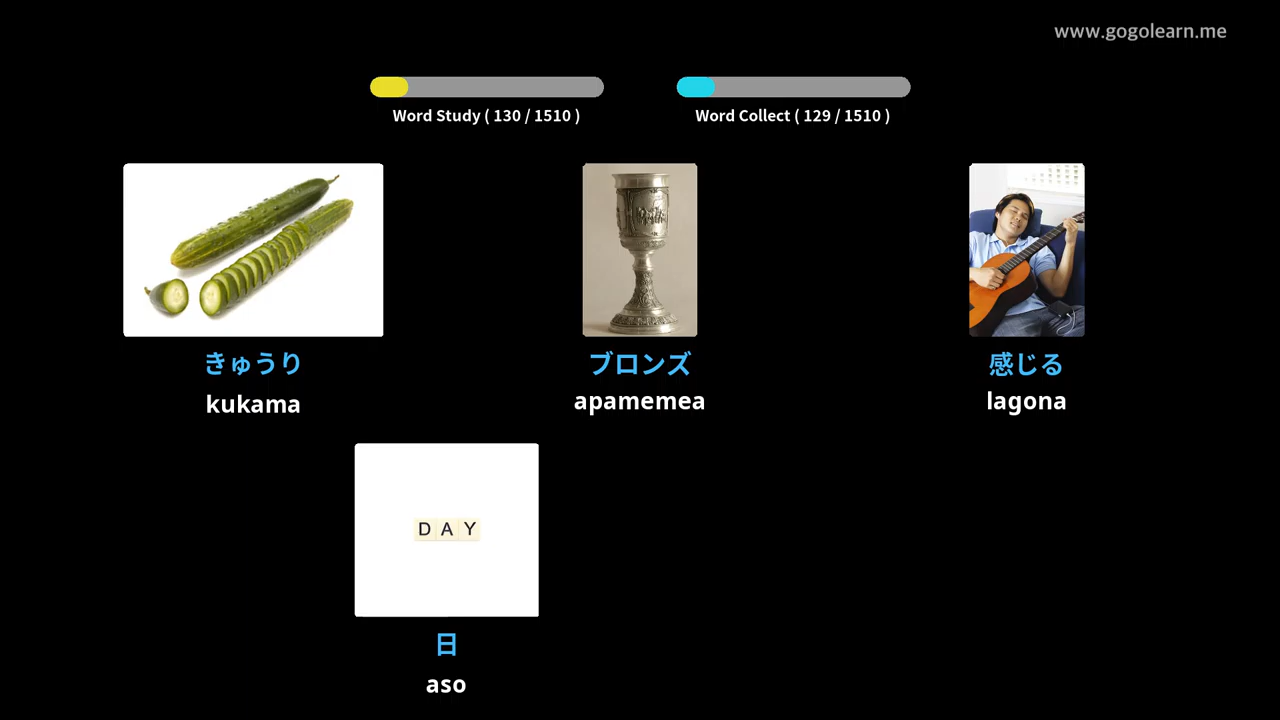 www.gogolearn.me
Word Study ( 130 / 1510 )
Word Collect ( 129 / 1510 )
きゅうり
kukama
ブロンズ
apamemea
感じる
lagona
DAY
日
aso